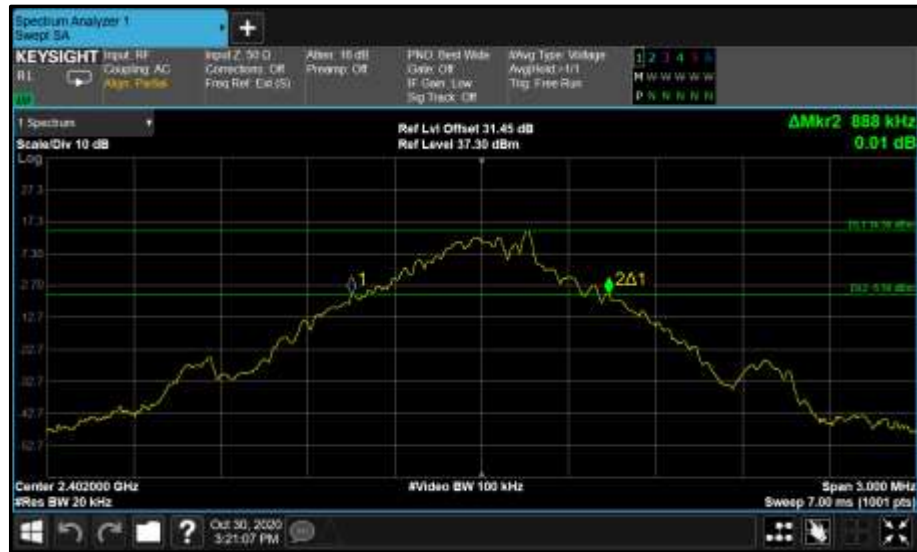 Spectrum Analyzer 1
Swept SA
+
KEYSIGHT
Input: RF
Coupling: AC
Align: Partial
Input Z: 50 Ω
Corrections: Off
Freq Ref: Ext (S)
Atten: 16 dB
Preamp: Off
PNO: Best Wide
Gate: Off
IF Gain: Low
Sig Track: Off
Avg Type: Voltage
Avg|Hold: >1/1
Trig: Free Run
1 2 3 4 5 6
M W W W W W
P N N N N N
1 Spectrum
Scale/Div 10 dB
Log
Ref Lvl Offset 31.45 dB
Ref Level 37.30 dBm
ΔMkr2 888 kHz
0.01 dB
27.3
17.3
7.30
-2.70
-12.7
-22.7
-32.7
-42.7
-52.7
1
2Δ1
Center 2.402000 GHz
#Res BW 20 kHz
#Video BW 100 kHz
Span 3.000 MHz
Sweep 7.00 ms (1001 pts)
?
Oct 30, 2020
3:21:07 PM